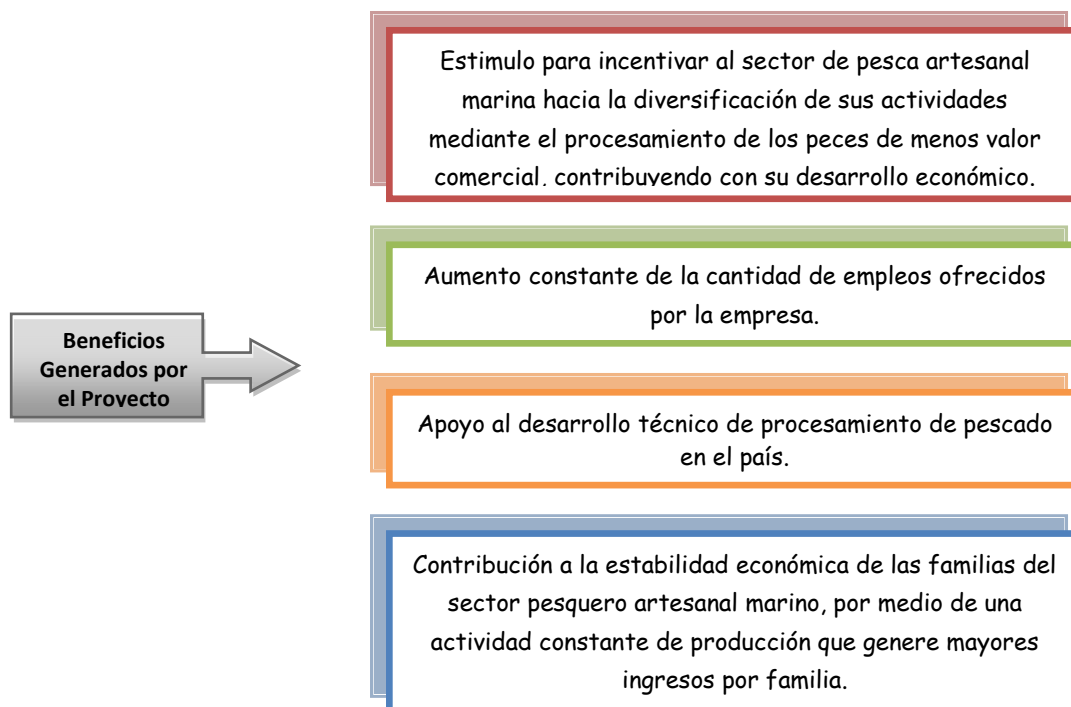 Beneficios
Generados por
el Proyecto
Estimulo para incentivar al sector de pesca artesanal
marina hacia la diversificación de sus actividades
mediante el procesamiento de los peces de menos valor
comercial, contribuyendo con su desarrollo económico.
Aumento constante de la cantidad de empleos ofrecidos
por la empresa.
Apoyo al desarrollo técnico de procesamiento de pescado
en el país.
Contribución a la estabilidad económica de las familias del
sector pesquero artesanal marino, por medio de una
actividad constante de producción que genere mayores
ingresos por familia.